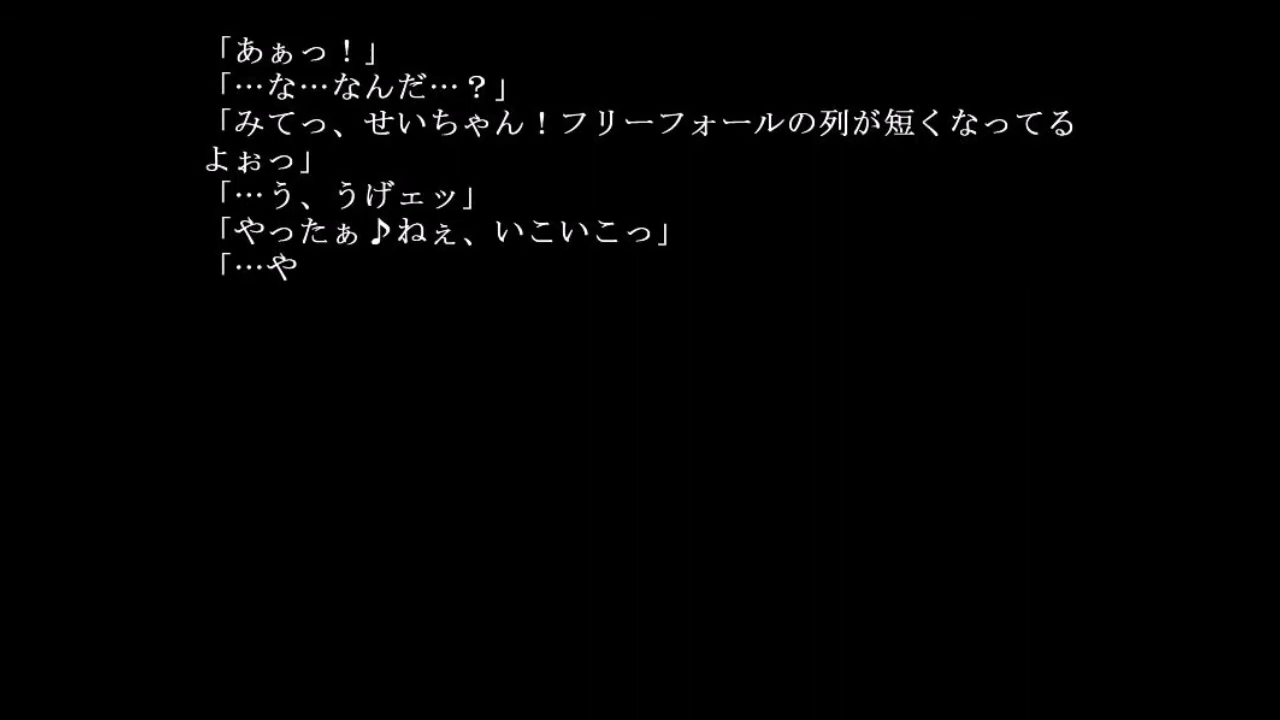 「あぁっ！」
「…な…なんだ…？」
「みてっ、せいちゃん！フリーフォールの列が短くなってる
よぉっ」
「…う、うげェッ」
「やったぁ♪ねぇ、いこいこっ」
「…や